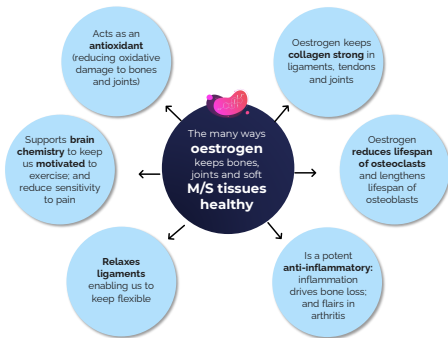 Acts as an
antioxidant
(reducing oxidative
damage to bones
and joints)
Oestrogen keeps
collagen strong in
ligaments, tendons
and joints
Supports brain
chemistry to keep
us motivated to
exercise; and
reduce sensitivity
to pain
The many ways
oestrogen
keeps bones,
joints and soft
M/S tissues
healthy
Oestrogen
reduces lifespan
of osteoclasts
and lengthens
lifespan of
osteoblasts
Relaxes
ligaments
enabling us to
keep flexible
Is a potent
anti-inflammatory:
inflammation
drives bone loss;
and flairs in
arthritis